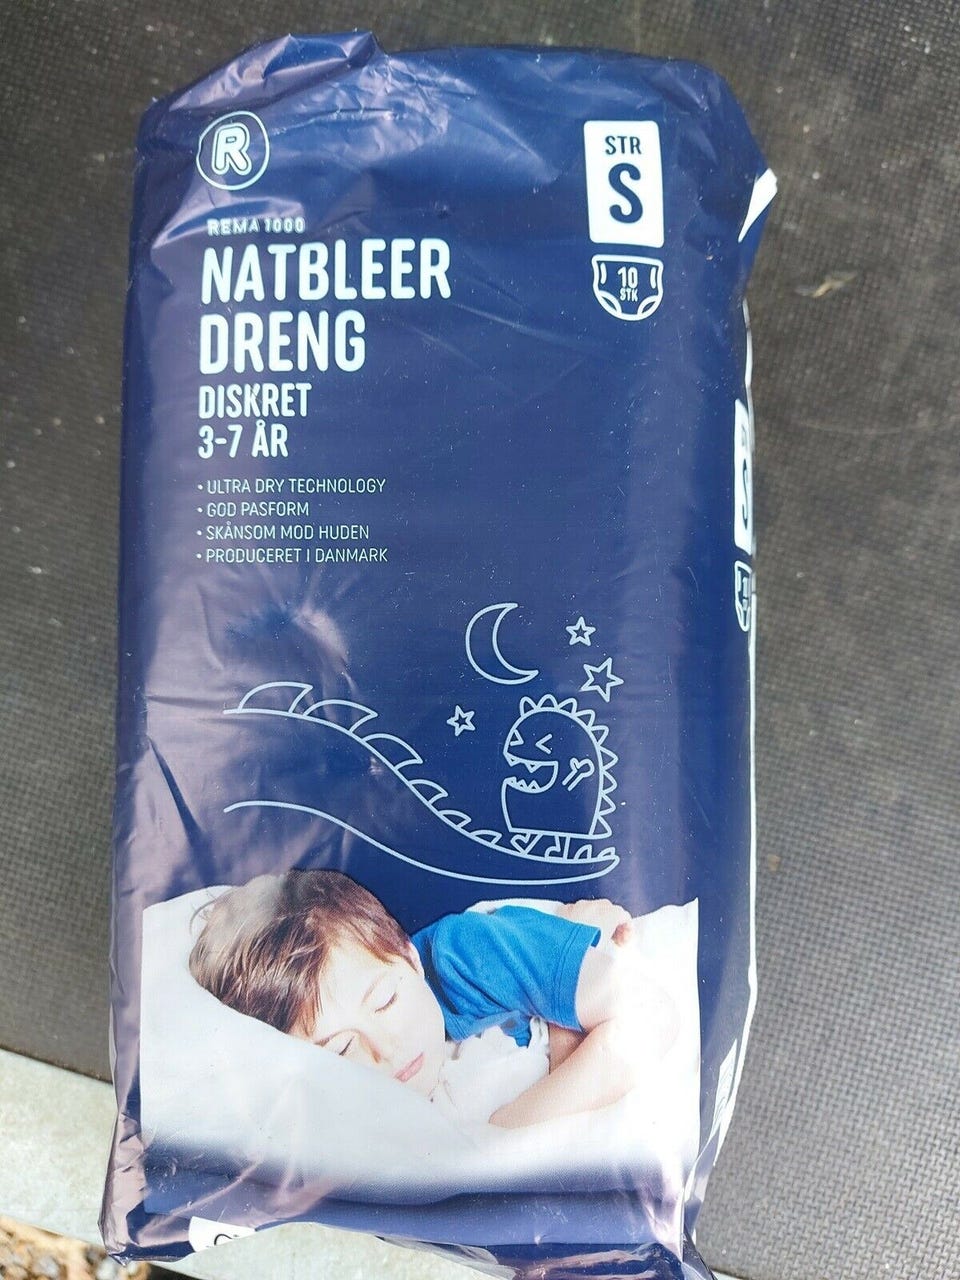 R
REMA 1000
NATBLEER
DRENG
DISKRET
3-7 ÅR
• ULTRA DRY TECHNOLOGY
• GOD PASFORM
• SKÅNSOM MOD HUDEN
• PRODUCERET I DANMARK
STR
S
10
STK
S